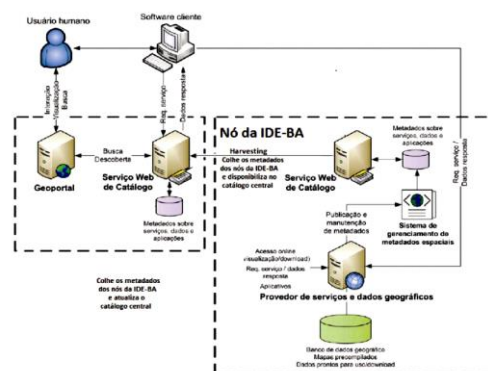 Usuário humano
Software cliente
Interação
Visualização
Busca
Req. serviço
Dados resposta
Geoportal
Busca
Descoberta
Serviço Web
de Catálogo
Metadados sobre
serviços, dados e
aplicações
Colhe os metadados
dos nós da IDE-BA
e atualiza o
catálogo central
Nó da IDE-BA
Harvesting
Colhe os metadados
dos nós da IDE-BA
e disponibiliza no
catálogo central
Serviço Web
de Catálogo
Metadados sobre
serviços, dados e
aplicações
Req. serviço /
Dados resposta
Publicação e
manutenção
de metadados
Sistema de
gerenciamento de
metadados espaciais
Acesso online
(visualização/download)
Req. serviço / dados
resposta
Aplicativos
Provedor de serviços e dados geográficos
Banco de dados geográfico
Mapas precompilados
Dados prontos para uso/download